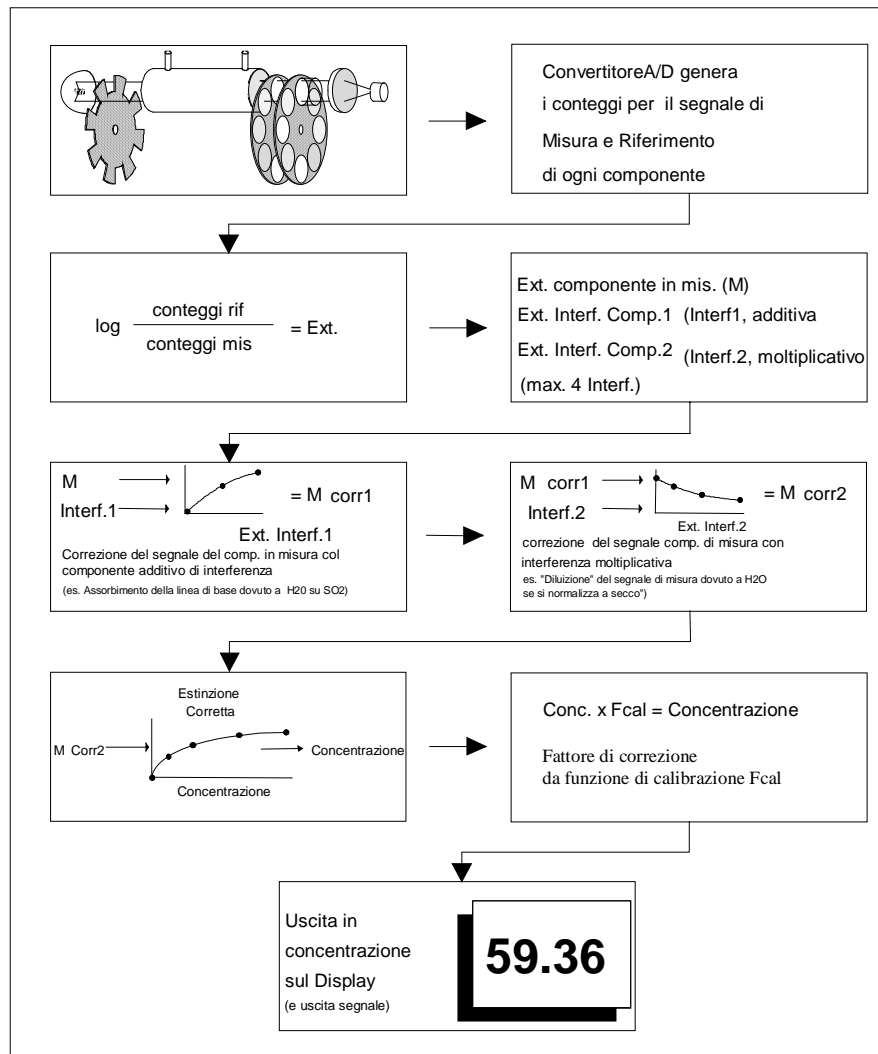 ConvertitoreA/D genera
i conteggi per il segnale di
Misura e Riferimento
di ogni componente
log
conteggi rif
conteggi mis
= Ext.
Ext. componente in mis. (M)
Ext. Interf. Comp.1 (Interf1, additiva
Ext. Interf. Comp.2 (Interf.2, moltiplicativo
(max. 4 Interf.)
M
Interf.1
= M corr1
Ext. Interf.1
Correzione del segnale del comp. in misura col
componente additivo di interferenza
(es. Assorbimento della linea di base dovuto a H20 su SO2)
M corr1
Interf.2
= M corr2
Ext. Interf.2
correzione del segnale comp. di misura con
interferenza moltiplicativa
es. "Diluizione" del segnale di misura dovuto a H2O
se si normalizza a secco")
Estinzione
Corretta
M Corr2
Concentrazione
Concentrazione
Conc. x Fcal = Concentrazione
Fattore di correzione
da funzione di calibrazione Fcal
Uscita in
concentrazione
sul Display
(e uscita segnale)
59.36